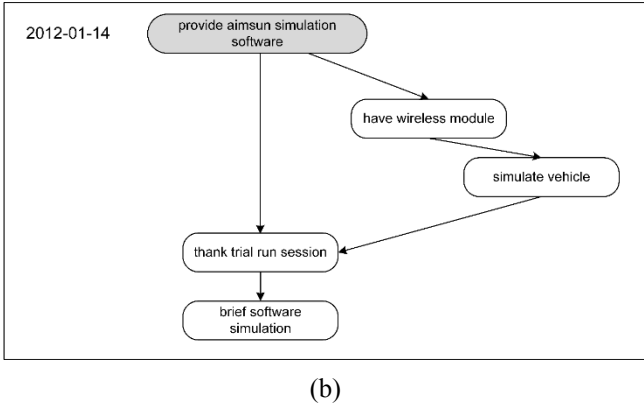 2012-01-14
provide aimsun simulation
software
have wireless module
simulate vehicle
thank trial run session
brief software
simulation
(b)